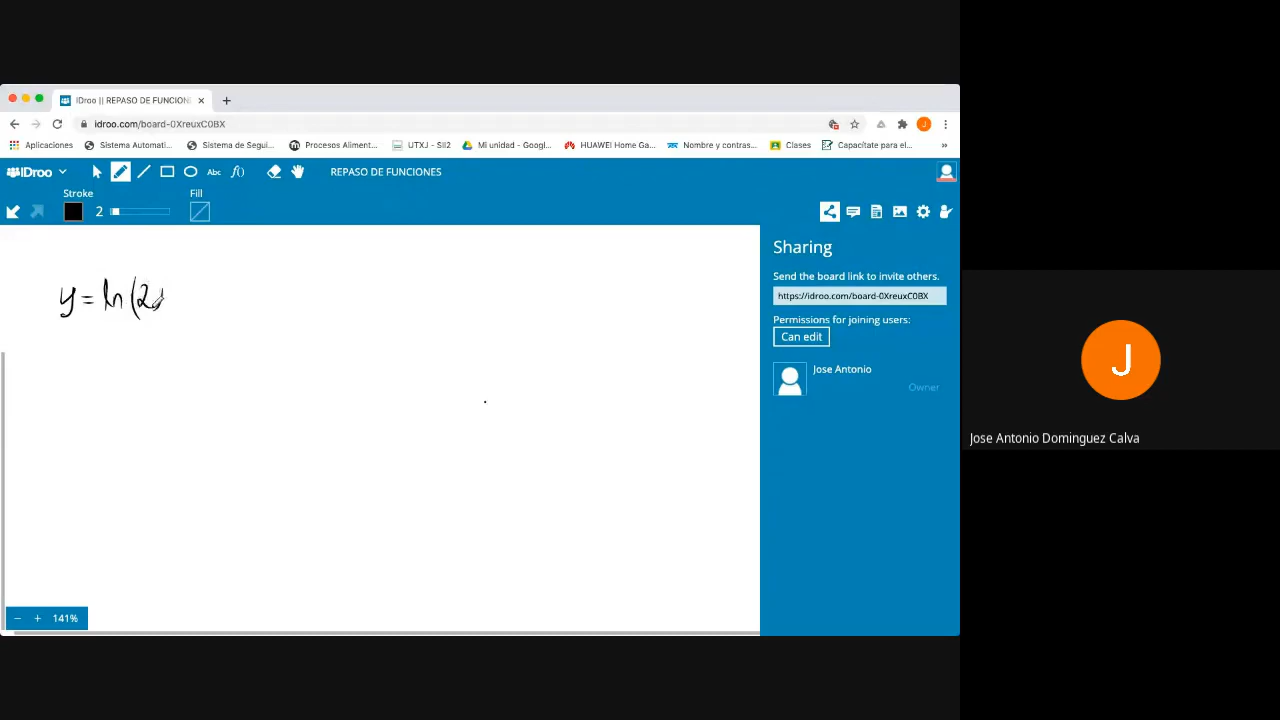 IDroo || REPASO DE FUNCION
idroo.com/board-0XreuxC0BX
Aplicaciones
Sistema Automati...
Sistema de Segui...
Procesos Aliment...
UTXJ - SII2
Mi unidad - Googl...
HUAWEI Home Ga...
Nombre y contras...
Clases
Capacítate para el...
»
IDroo
Abc
f()
REPASO DE FUNCIONES
Stroke
Fill
2
Sharing
Send the board link to invite others.
https://idroo.com/board-0XreuxC0BX
Permissions for joining users:
Can edit
Jose Antonio
Owner
y = ln (2
141%
J
Jose Antonio Dominguez Calva